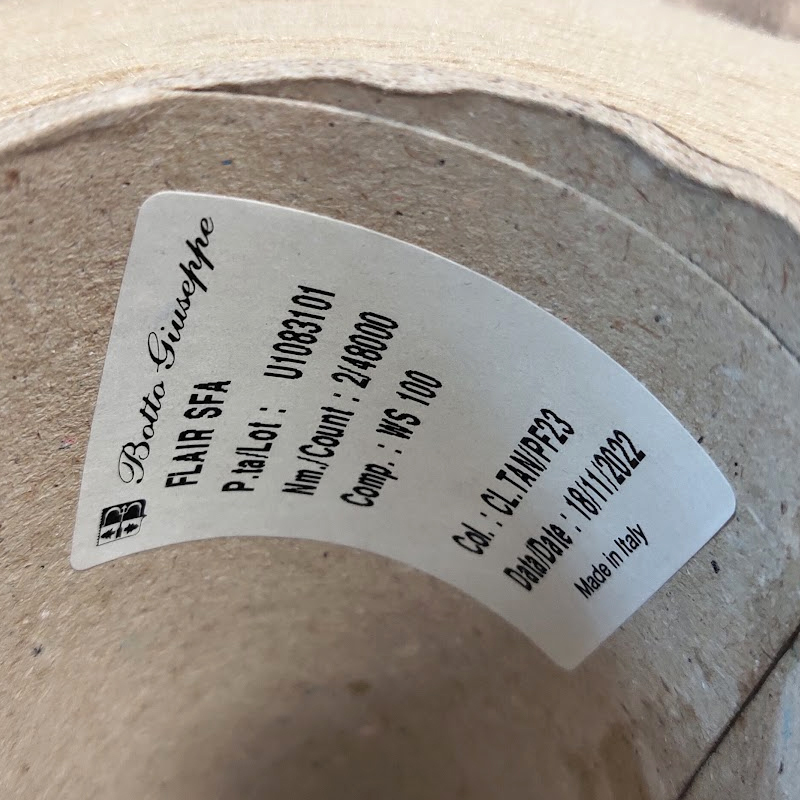 Botto Giuseppe
FLAIR SFA
P.ta/Lot : U1083101
Nm./Count : 2/48000
Comp. : WS 100
Col. : CL.TAN/PF23
Data/Date : 18/11/2022
Made in Italy